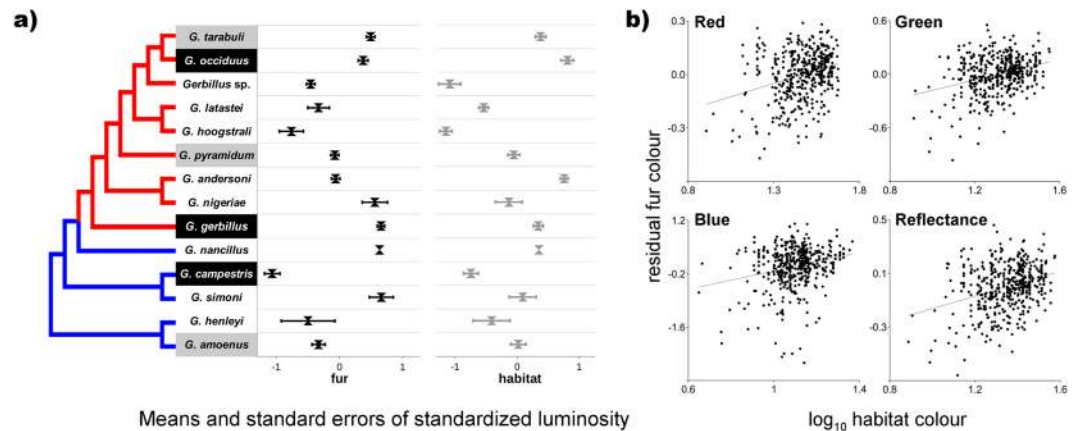 a)
G. tarabuli
G. occiduus
Gerbillus sp.
G. latastei
G. hoogstrali
G. pyramidum
G. andersoni
G. nigeriae
G. gerbillus
G. nancillus
G. campestris
G. simoni
G. henleyi
G. amoenus
-1 0 1
fur
-1 0 1
habitat
Means and standard errors of standardized luminosity
b)
residual fur colour
Red
0.3
0.0
-0.3
0.8 1.3 1.8
Green
0.6
0.0
-0.6
0.8 1.2 1.6
Blue
1.2
-0.2
-1.6
0.6 1 1.4
Reflectance
0.5
0.1
-0.3
0.8 1.2 1.6
log10 habitat colour